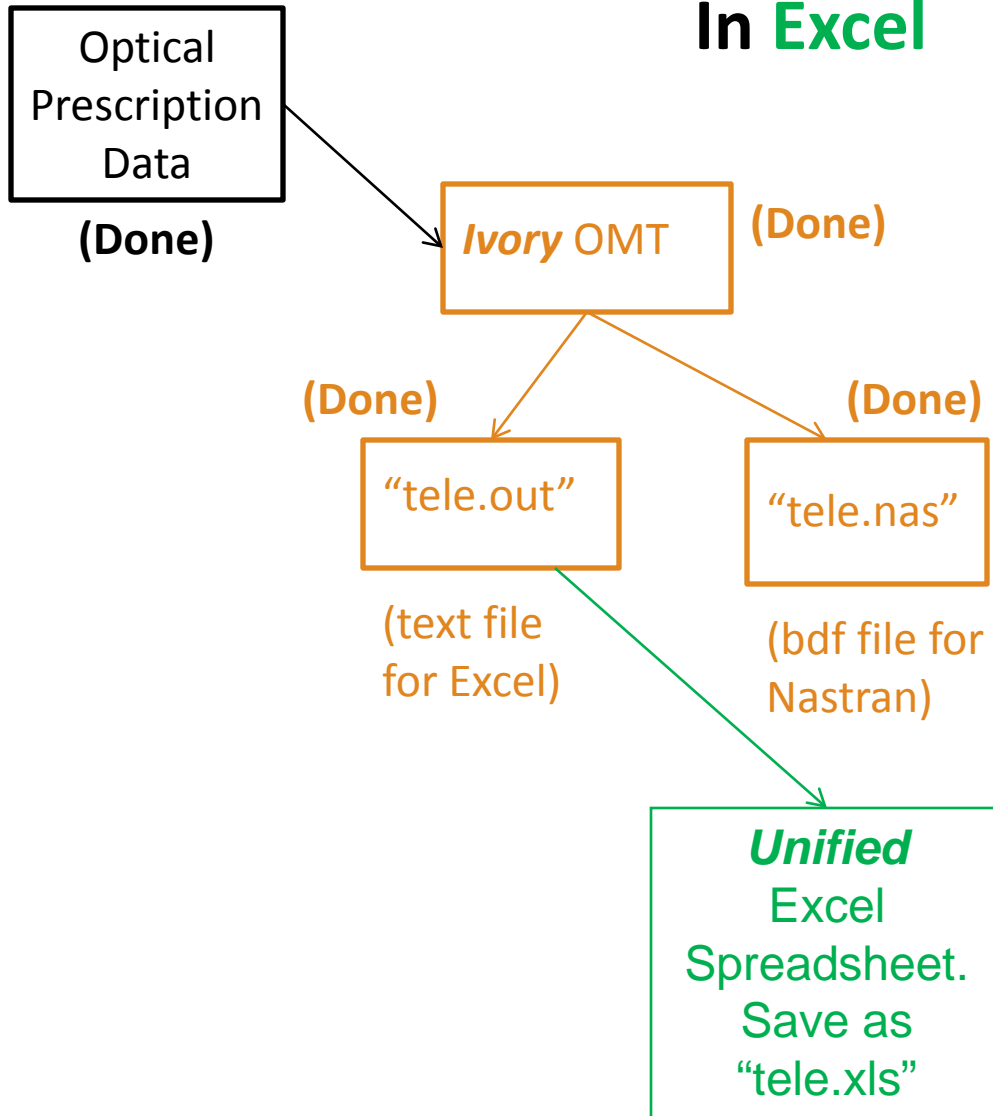 In Excel
Optical
Prescription
Data
(Done)
Ivory OMT
(Done)
(Done)
(Done)
“tele.out”
“tele.nas”
(text file
for Excel)
(bdf file for
Nastran)
Unified
Excel
Spreadsheet.
Save as
“tele.xls”